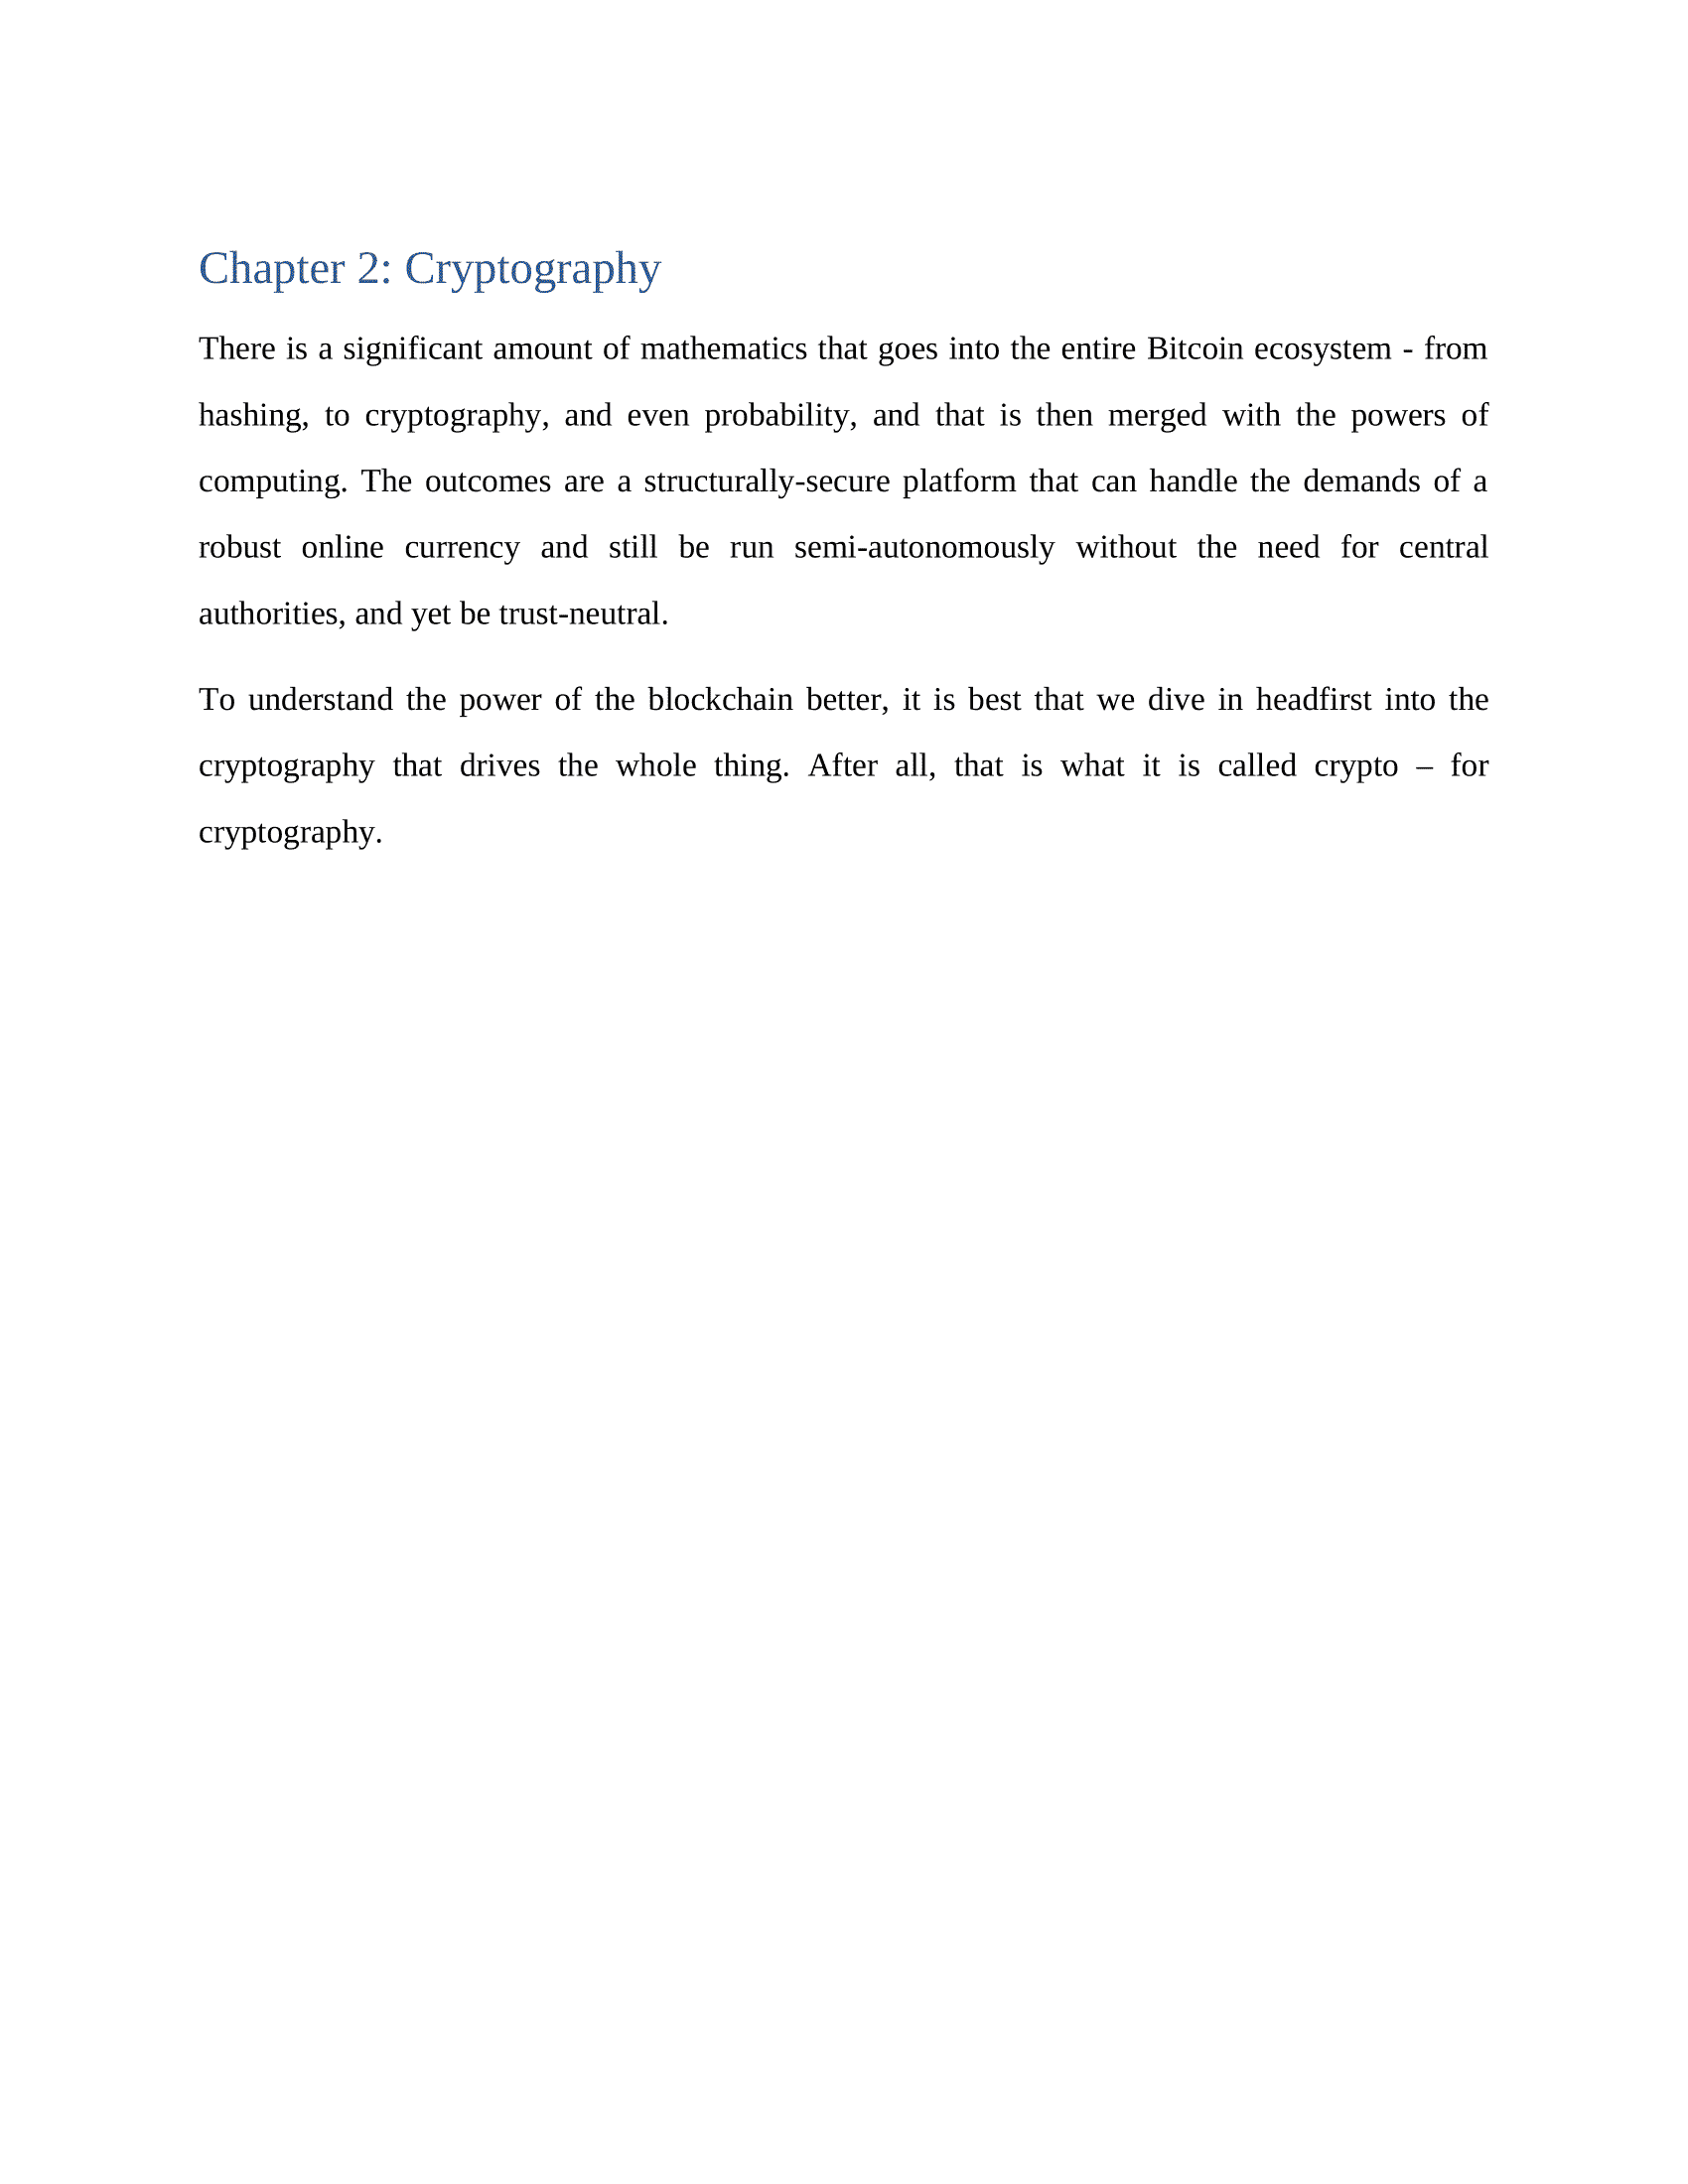 Chapter 2: Cryptography
There is a significant amount of mathematics that goes into the entire Bitcoin ecosystem - from
hashing, to cryptography, and even probability, and that is then merged with the powers of
computing. The outcomes are a structurally-secure platform that can handle the demands of a
robust online currency and still be run semi-autonomously without the need for central
authorities, and yet be trust-neutral.
To understand the power of the blockchain better, it is best that we dive in headfirst into the
cryptography that drives the whole thing. After all, that is what it is called crypto – for
cryptography.